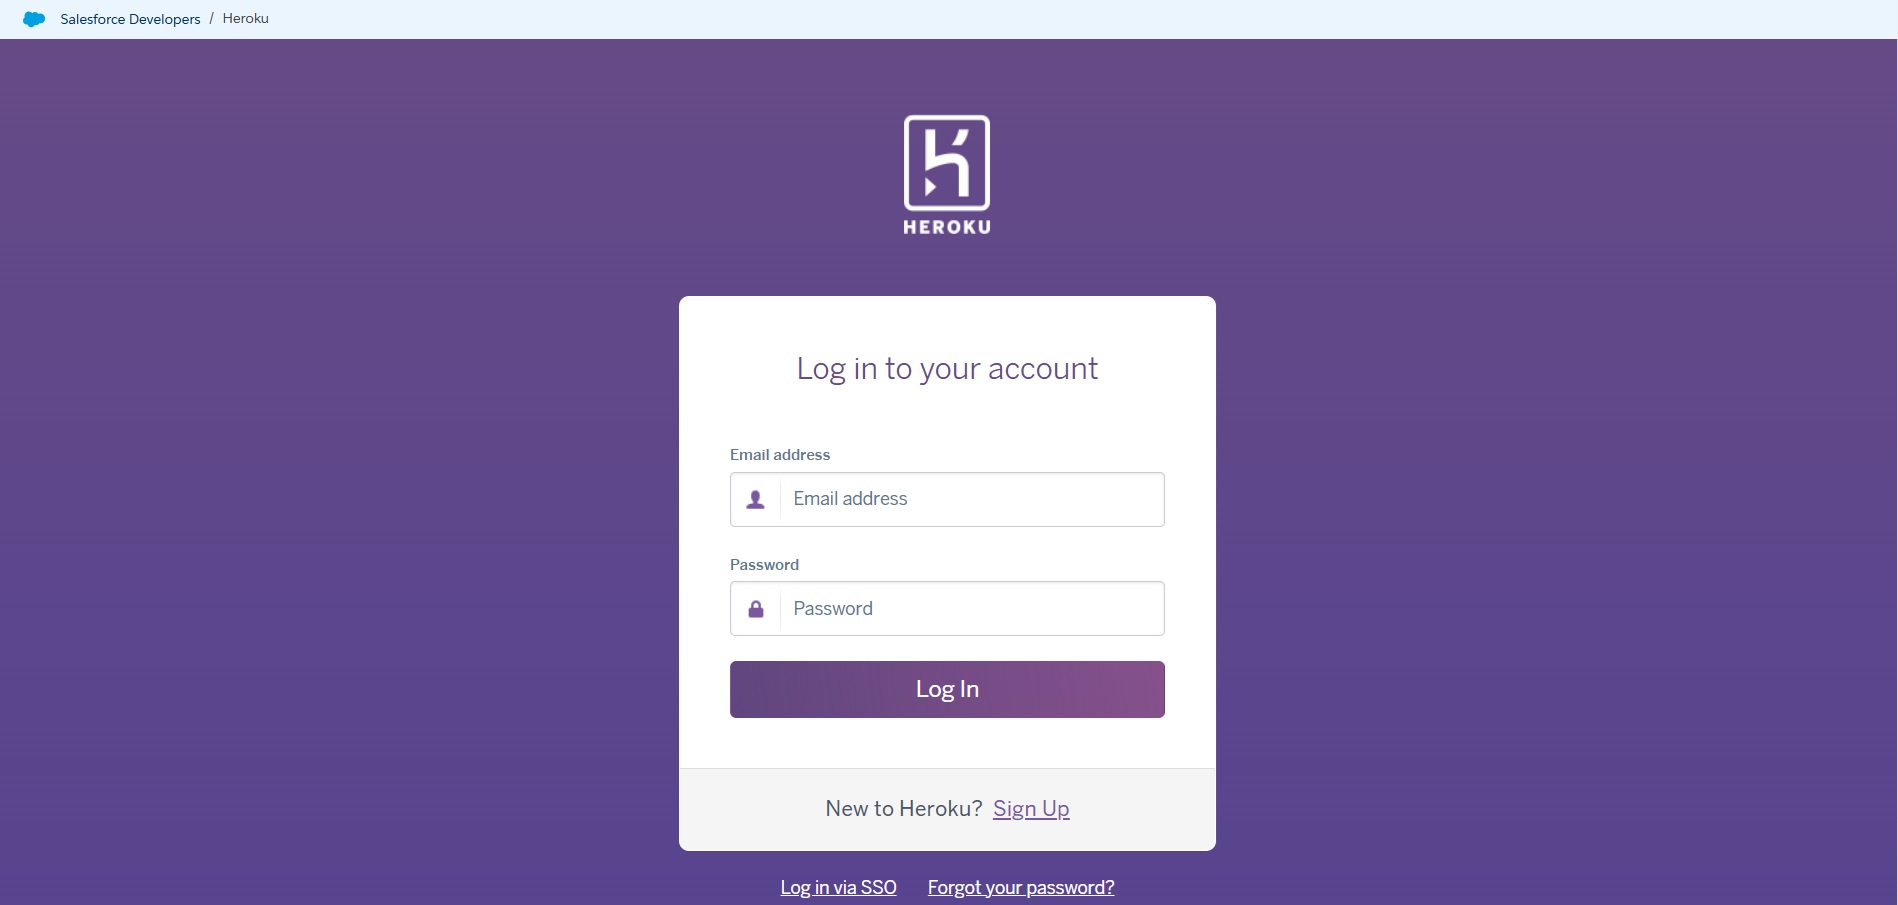 Salesforce Developers / Heroku
HEROKU
Log in to your account
Email address
Email address
Password
Password
Log In
New to Heroku? Sign Up
Log in via SSO Forgot your password?